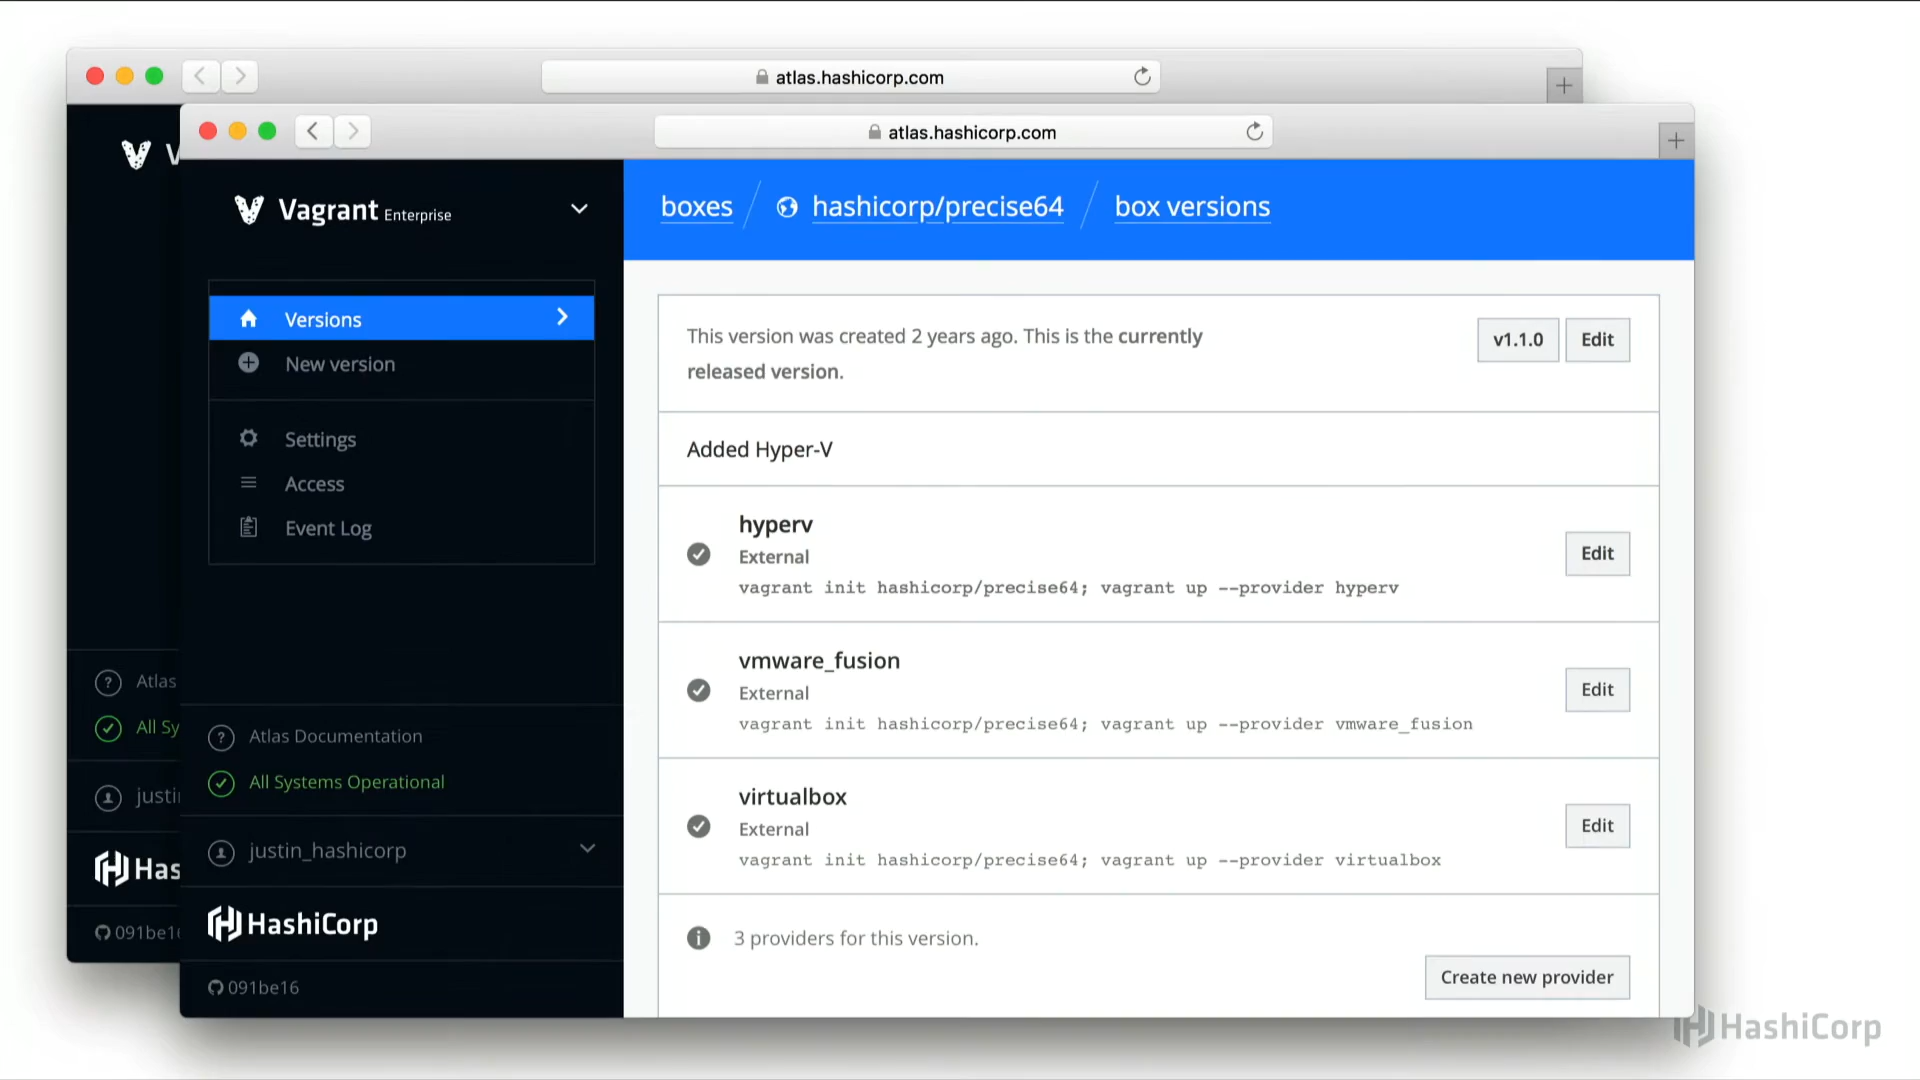 atlas.hashicorp.com
atlas.hashicorp.com
Vagrant Enterprise
boxes / hashicorp/precise64 / box versions
Versions
New version
Settings
Access
Event Log
This version was created 2 years ago. This is the currently
released version.
v1.1.0
Edit
Added Hyper-V
hyperv
External
vagrant init hashicorp/precise64; vagrant up --provider hyperv
Edit
vmware_fusion
External
vagrant init hashicorp/precise64; vagrant up --provider vmware_fusion
Edit
virtualbox
External
vagrant init hashicorp/precise64; vagrant up --provider virtualbox
Edit
3 providers for this version.
Create new provider
Atlas
All Sy
justi
Has
091be16
Atlas Documentation
All Systems Operational
justin_hashicorp
HashiCorp
091be16
HashiCorp